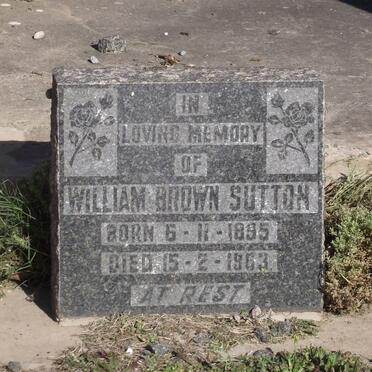 IN
LOVING MEMORY
OF
WILLIAM BROWN SUTTON
BORN 6-11-1895
DIED 15-2-1963
AT REST